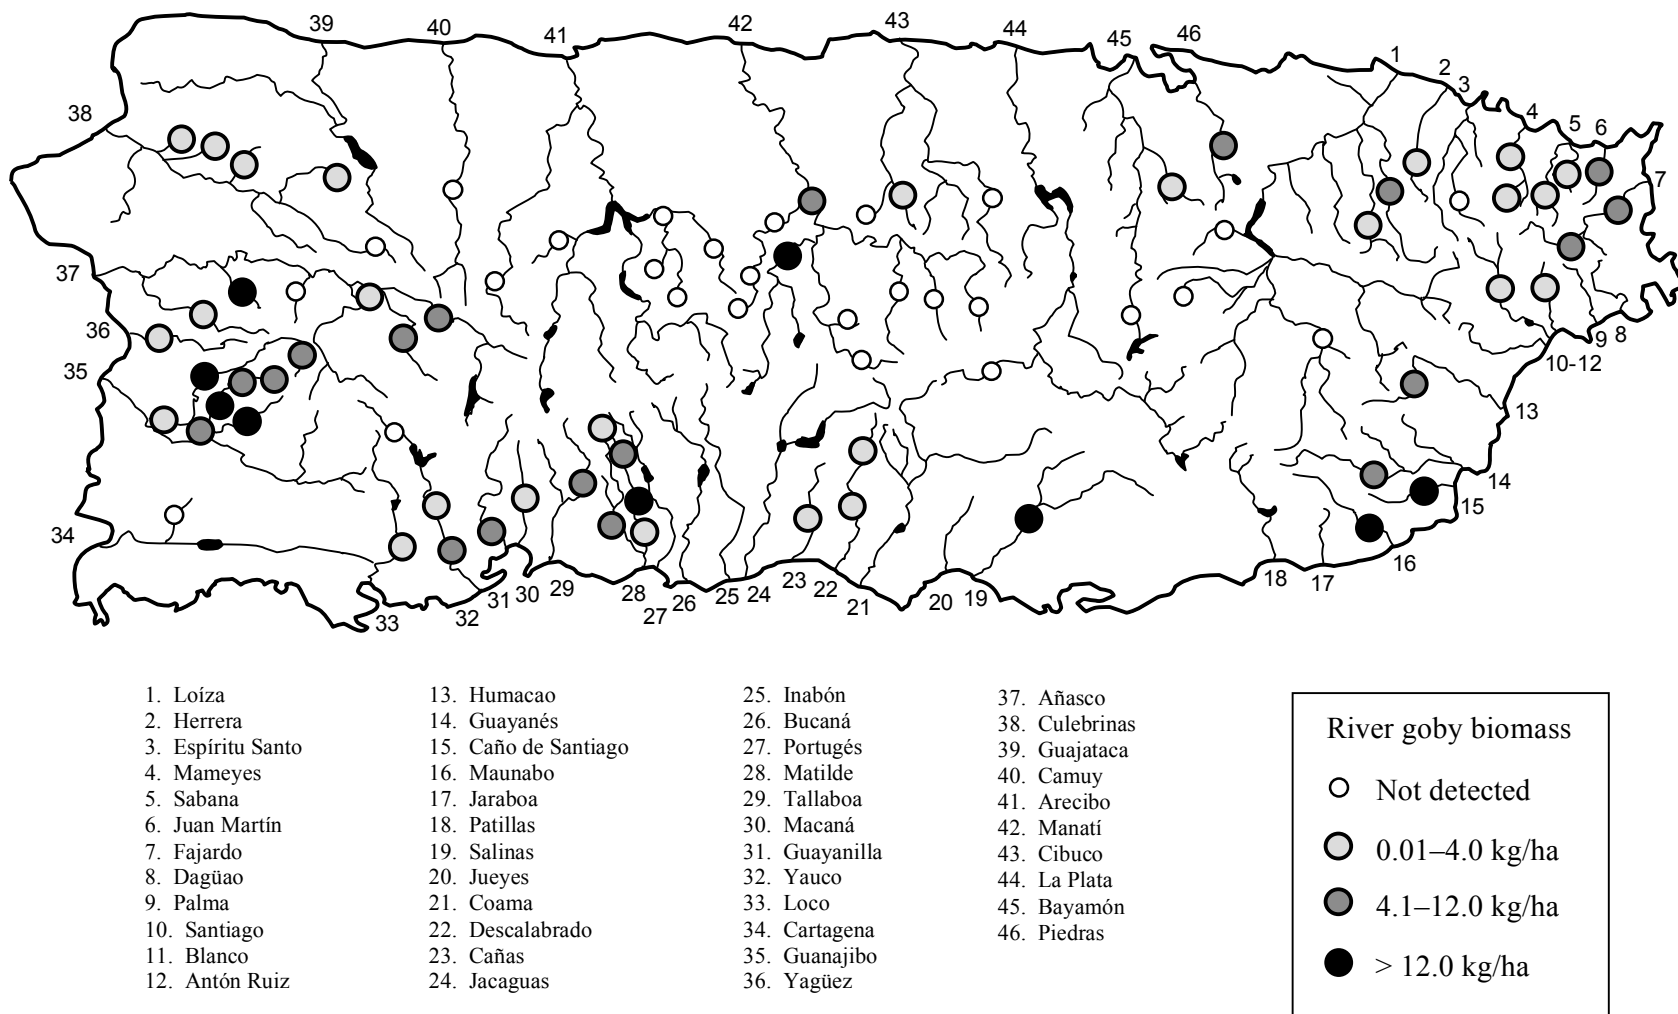 39
40
41
42
43
44
45
46
1
2
3
4
5
6
7
38
37
36
35
34
33
32
31
30
29
28
27
26
25
24
23
22
21
20
19
18
17
16
15
14
13
10-12
9
8
1. Loíza
2. Herrera
3. Espíritu Santo
4. Mameyes
5. Sabana
6. Juan Martín
7. Fajardo
8. Dagüao
9. Palma
10. Santiago
11. Blanco
12. Antón Ruiz
13. Humacao
14. Guayanés
15. Caño de Santiago
16. Maunabo
17. Jaraboa
18. Patillas
19. Salinas
20. Jueyes
21. Coama
22. Descalabrado
23. Cañas
24. Jacaguas
25. Inabón
26. Bucaná
27. Portugés
28. Matilde
29. Tallaboa
30. Macaná
31. Guayanilla
32. Yauco
33. Loco
34. Cartagena
35. Guanajibo
36. Yagüez
37. Añasco
38. Culebrinas
39. Guajataca
40. Camuy
41. Arecibo
42. Manatí
43. Cibuco
44. La Plata
45. Bayamón
46. Piedras
River goby biomass
Not detected
0.01–4.0 kg/ha
4.1–12.0 kg/ha
> 12.0 kg/ha